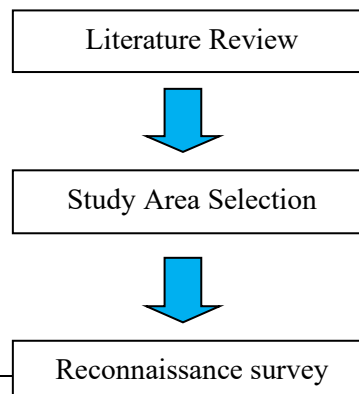 Literature Review
Study Area Selection
Reconnaissance survey